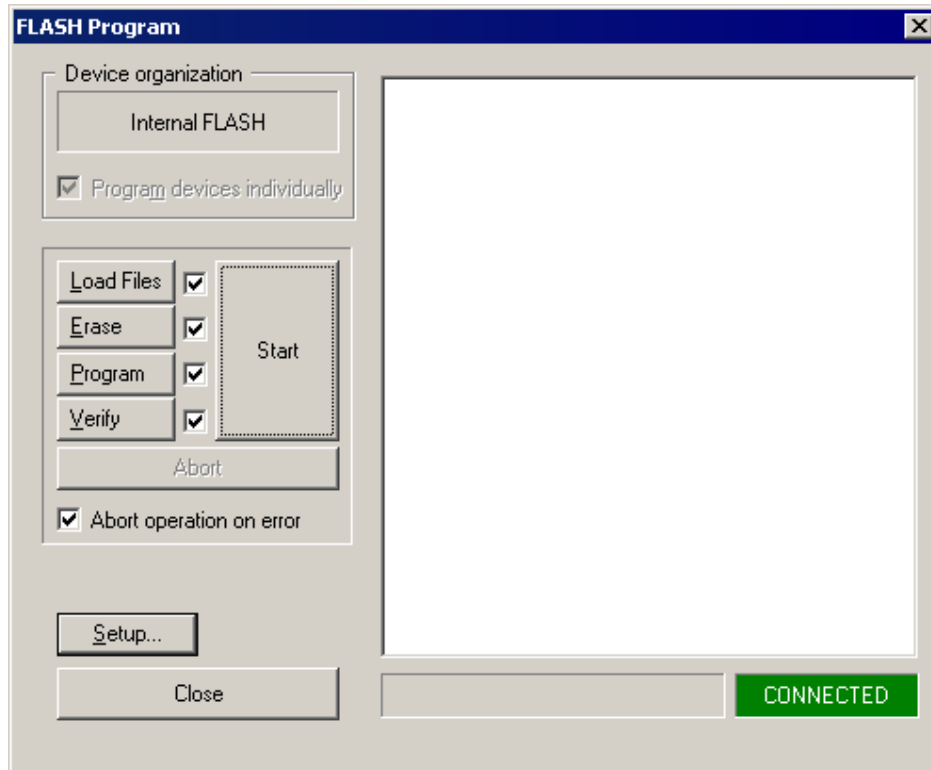 FLASH Program
Device organization
Internal FLASH
Program devices individually
Load Files
Erase
Program
Verify
Start
Abort
Abort operation on error
Setup...
Close
CONNECTED